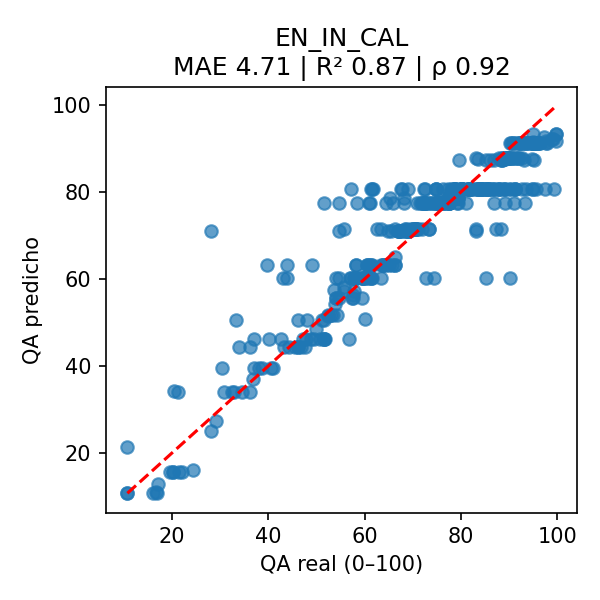 EN_IN_CAL
MAE 4.71 | R² 0.87 | ρ 0.92
100
80
60
40
20
QA predicho
20 40 60 80 100
QA real (0–100)